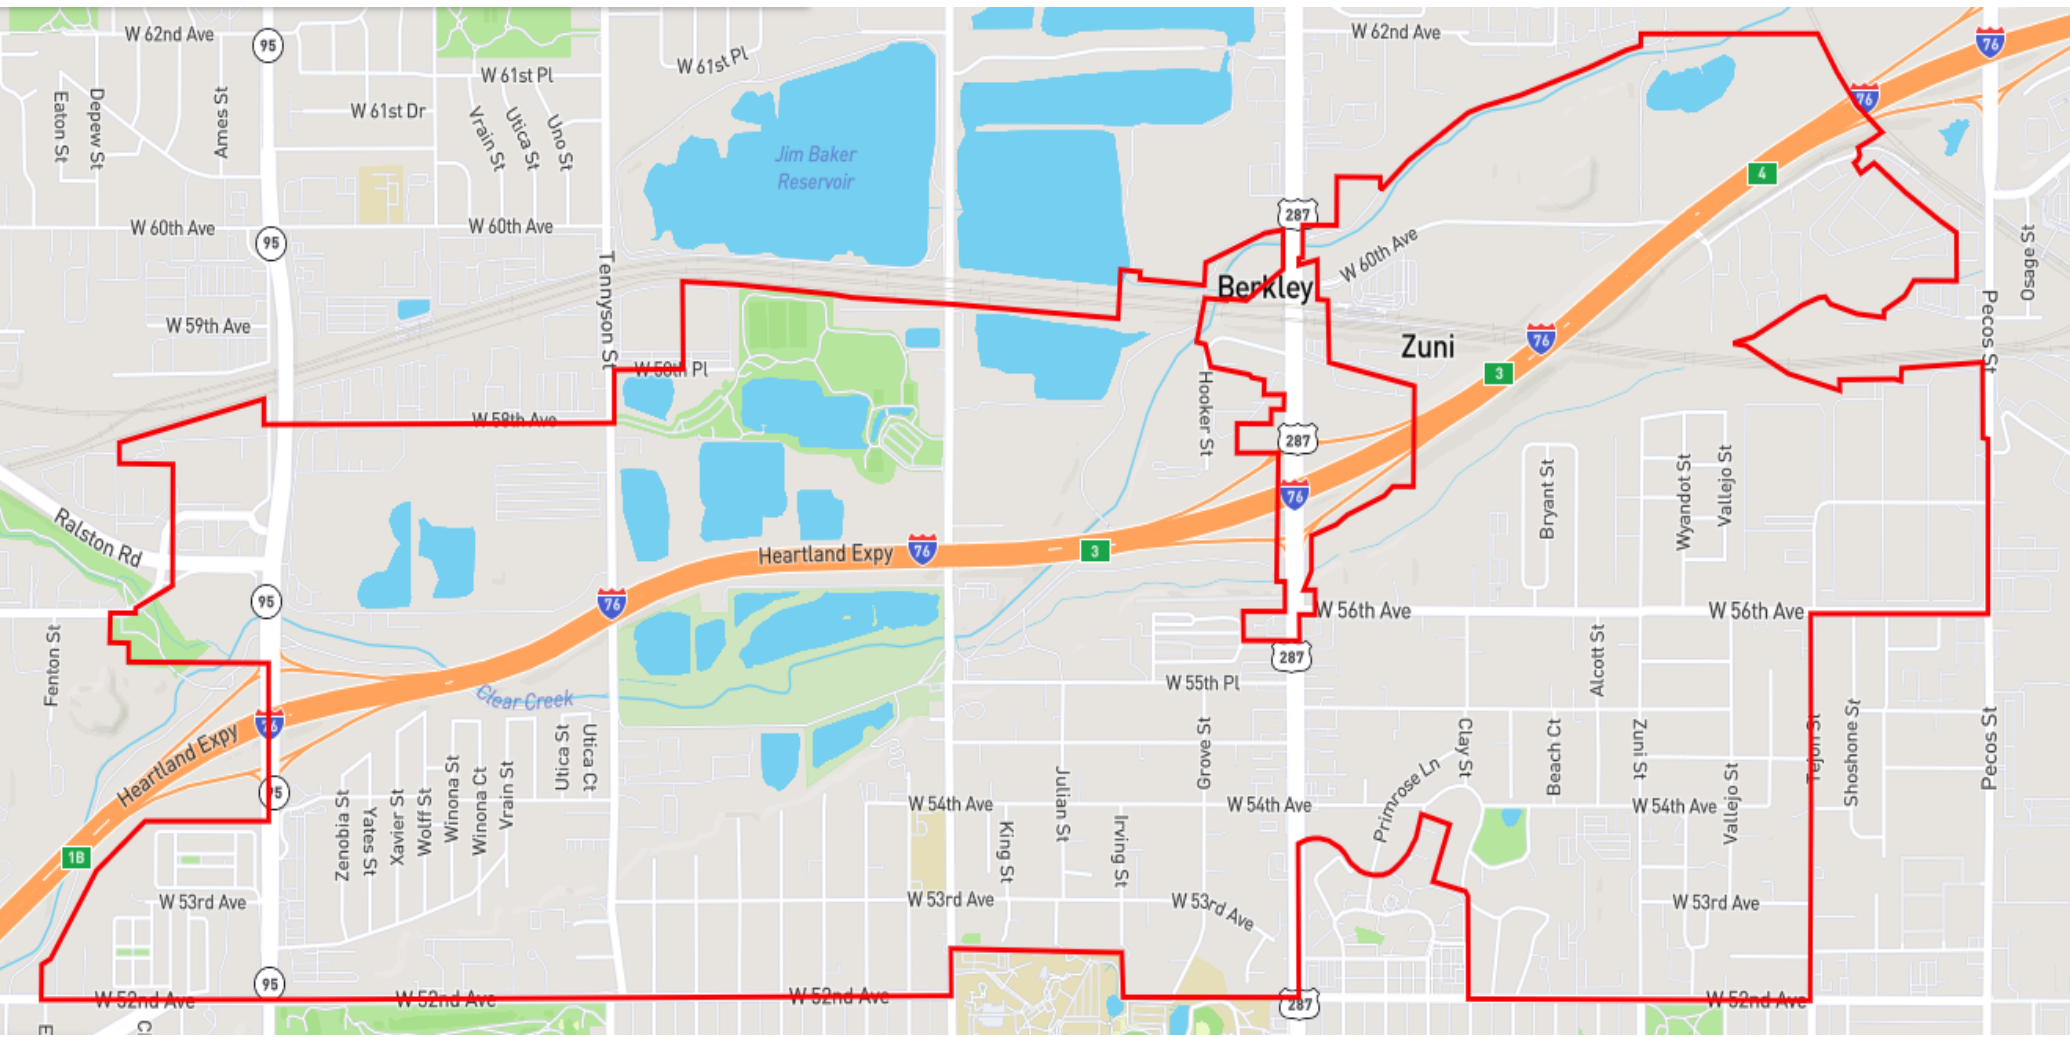 W 62nd Ave
95
W 62nd Ave
76
W 61st Pl
W 61st Pl
Eaton St
Depew St
Ames St
W 61st Dr
Vrain St
Utica St
Uno St
76
Jim Baker
Reservoir
4
287
W 60th Ave
W 60th Ave
95
W 60th Ave
Osage St
Tennyson St
Berkley
W 59th Ave
Zuni
76
Pecos St
W 58th Pl
3
Hooker St
W 58th Ave
287
Bryant St
Wyandot St
Vallejo St
76
Ralston Rd
Heartland Expy
76
3
95
76
W 56th Ave
W 56th Ave
Fenton St
Alcott St
287
W 55th Pl
Clear Creek
76
Heartland Expy
Utica St
Utica Ct
Grove St
Clay St
Beach Ct
Zuni St
Tejon St
Shoshone St
Pecos St
95
Zenobia St
Yates St
Xavier St
Wolff St
Winona St
Winona Ct
Vrain St
W 54th Ave
Julian St
W 54th Ave
Primrose Ln
W 54th Ave
Vallejo St
King St
Irving St
1B
W 53rd Ave
W 53rd Ave
W 53rd Ave
W 53rd Ave
95
W 52nd Ave
W 52nd Ave
W 52nd Ave
287
W 52nd Ave